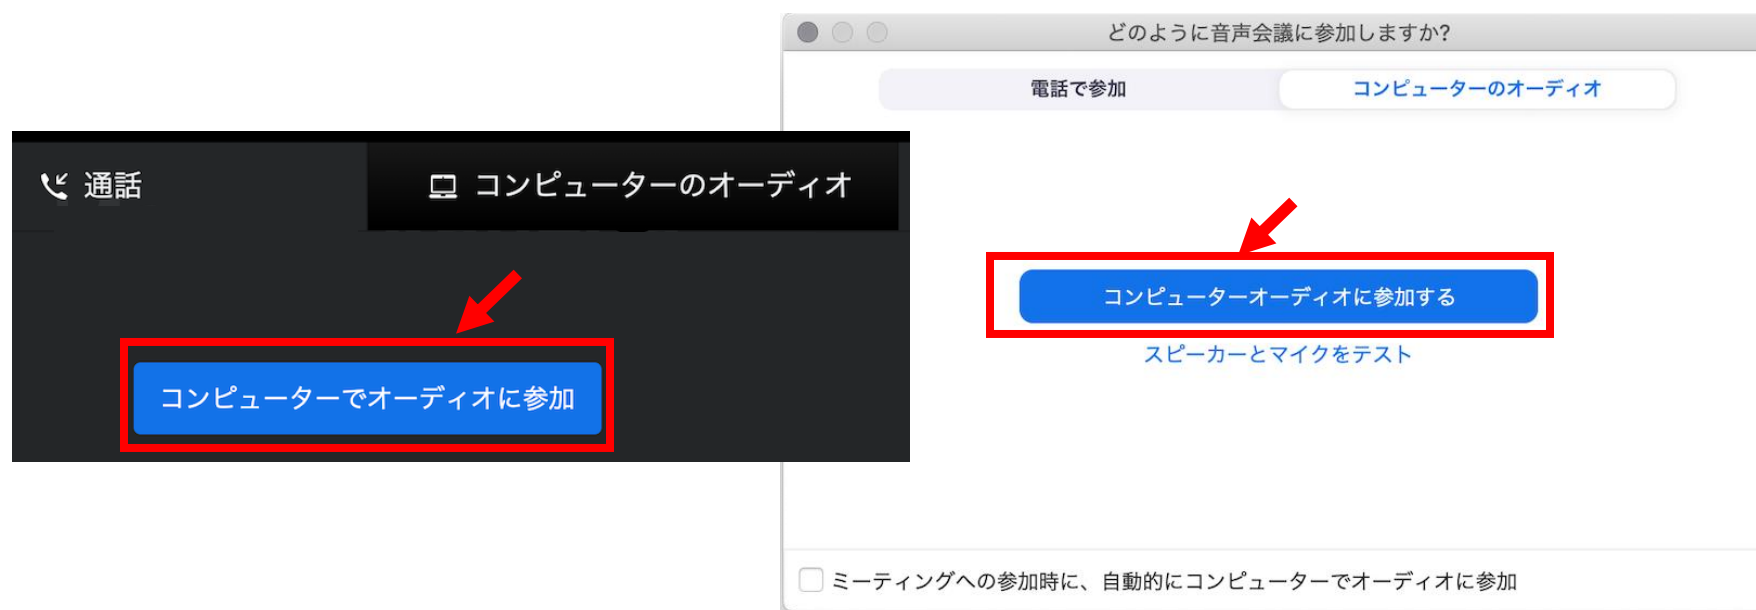 通話
コンピューターのオーディオ
コンピューターでオーディオに参加
どのように音声会議に参加しますか?
電話で参加
コンピューターのオーディオ
コンピューターオーディオに参加する
スピーカーとマイクをテスト
ミーティングへの参加時に、自動的にコンピューターでオーディオに参加